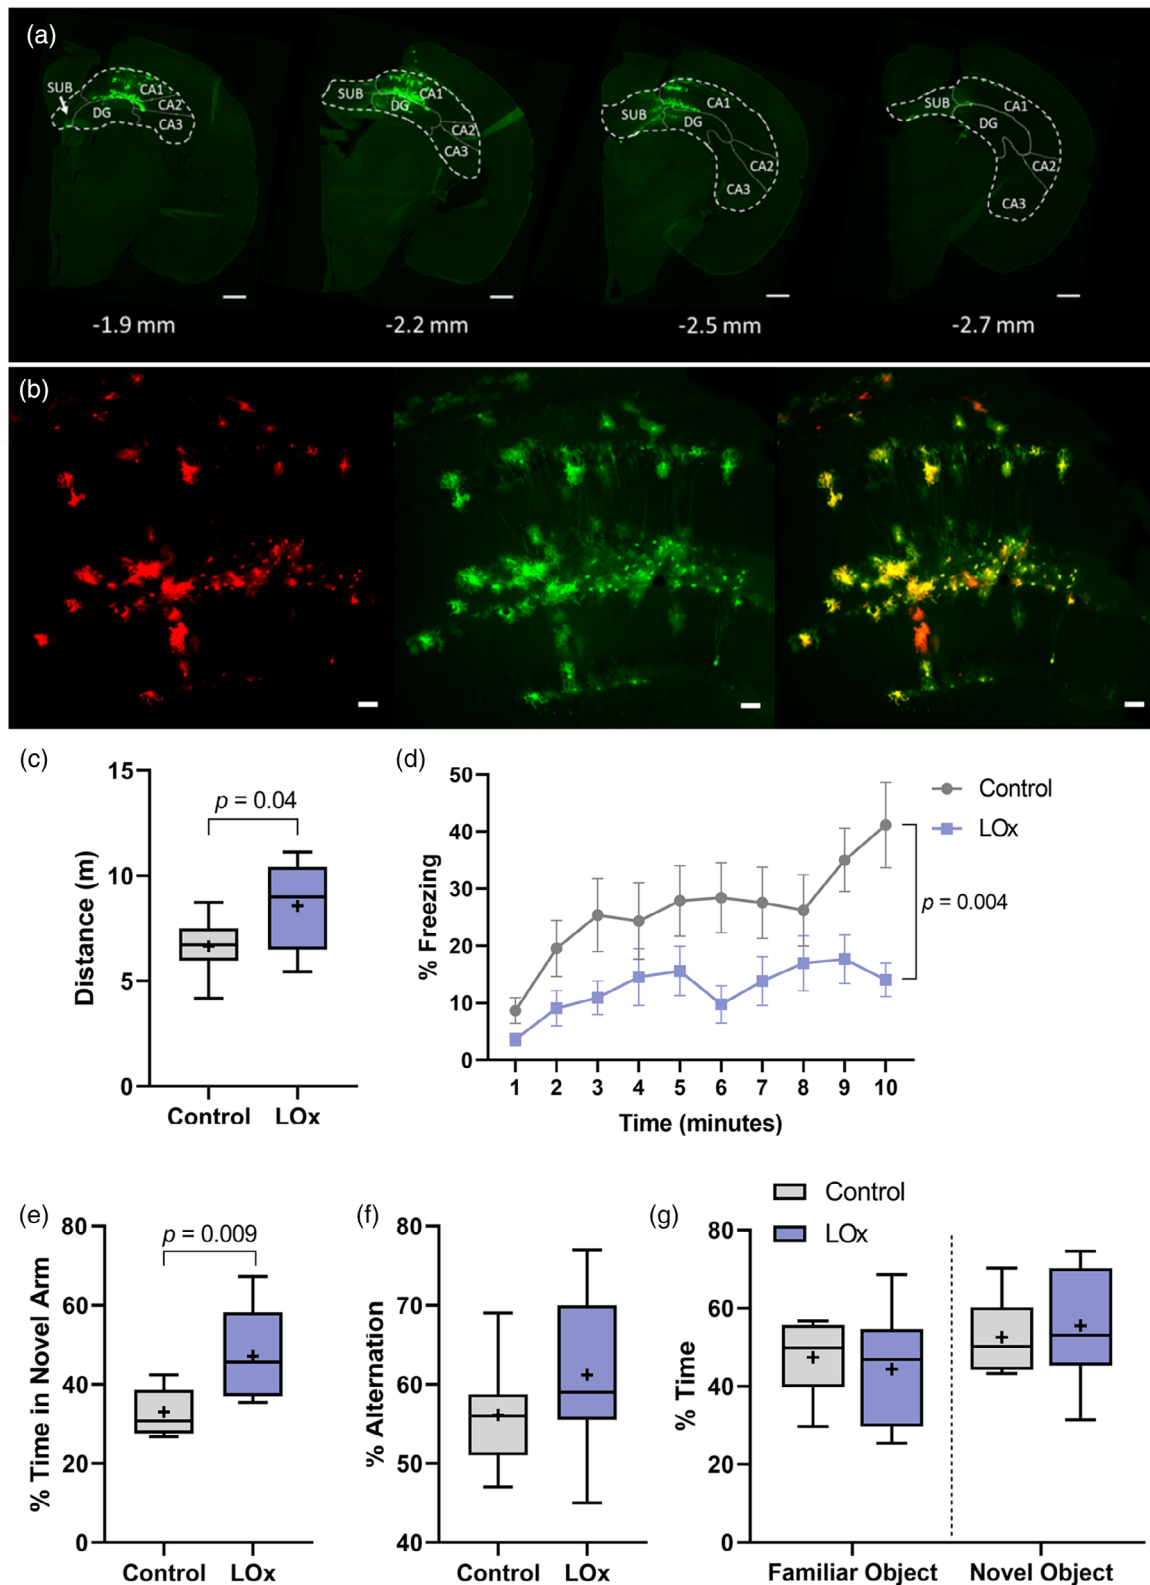 (a)
SUB
CA1
CA2
DG
CA3
SUB
CA1
DG
CA2
CA3
SUB
CA1
DG
CA2
CA3
SUB
CA1
DG
CA2
CA3
-1.9 mm
-2.2 mm
-2.5 mm
-2.7 mm
(b)
(c)
15
10
5
0
Distance (m)
p = 0.04
Control
LOx
(d)
50
40
30
20
10
0
% Freezing
1 2 3 4 5 6 7 8 9 10
Time (minutes)
Control
LOx
p = 0.004
(e)
80
60
40
20
0
% Time in Novel Arm
p = 0.009
Control
LOx
(f)
80
70
60
50
40
% Alternation
Control
LOx
(g)
Control
LOx
80
60
40
20
0
% Time
Familiar Object
Novel Object